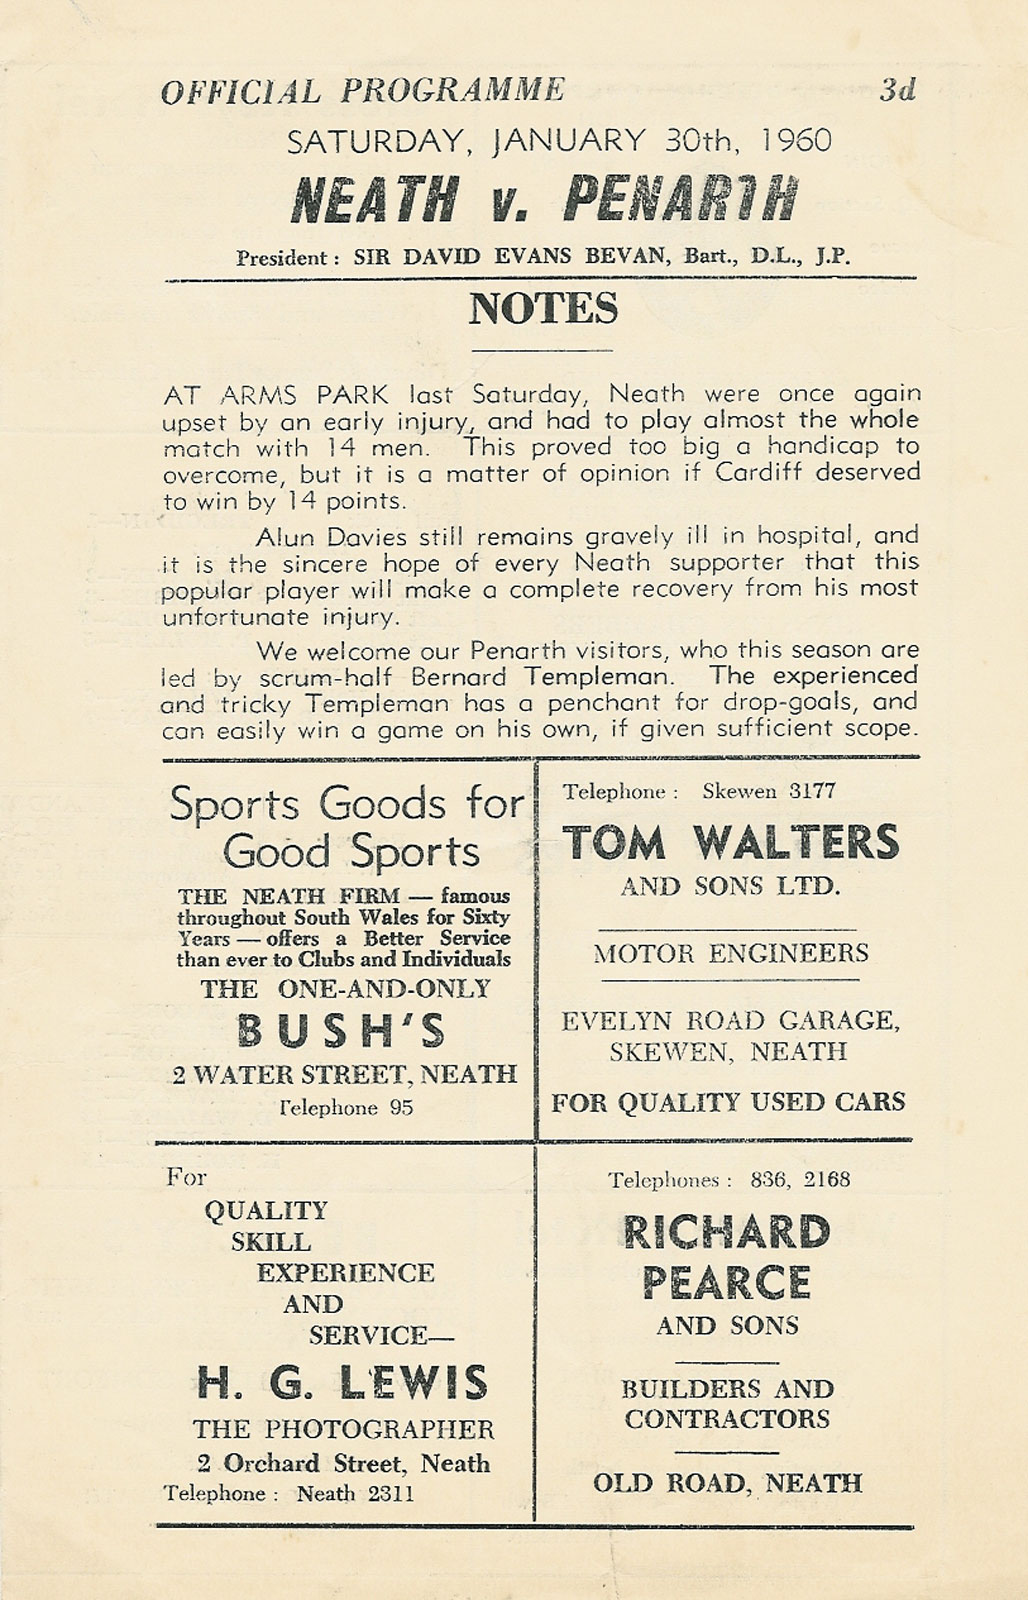 OFFICIAL PROGRAMME 3d
SATURDAY, JANUARY 30th, 1960
NEATH v. PENARTH
President: SIR DAVID EVANS BEVAN, Bart., D.L., J.P.
NOTES
AT ARMS PARK last Saturday, Neath were once again
upset by an early injury, and had to play almost the whole
match with 14 men. This proved too big a handicap to
overcome, but it is a matter of opinion if Cardiff deserved
to win by 14 points.
Alun Davies still remains gravely ill in hospital, and
it is the sincere hope of every Neath supporter that this
popular player will make a complete recovery from his most
unfortunate injury.
We welcome our Penarth visitors, who this season are
led by scrum-half Bernard Templeman. The experienced
and tricky Templeman has a penchant for drop-goals, and
can easily win a game on his own, if given sufficient scope.
Sports Goods for
Good Sports
THE NEATH FIRM — famous
throughout South Wales for Sixty
Years — offers a Better Service
than ever to Clubs and Individuals
THE ONE-AND-ONLY
BUSH'S
2 WATER STREET, NEATH
Telephone 95
Telephone: Skewen 3177
TOM WALTERS
AND SONS LTD.
MOTOR ENGINEERS
EVELYN ROAD GARAGE,
SKEWEN, NEATH
FOR QUALITY USED CARS
For
QUALITY
SKILL
EXPERIENCE
AND
SERVICE—
H. G. LEWIS
THE PHOTOGRAPHER
2 Orchard Street, Neath
Telephone: Neath 2311
Telephones: 836, 2168
RICHARD
PEARCE
AND SONS
BUILDERS AND
CONTRACTORS
OLD ROAD, NEATH